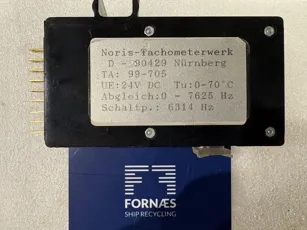 Noris-Tachometerwerk
D - 90429 Nürnberg
TA: 99-705
UE:24V DC Tu:0-70°C
Abgleich:0 - 7625 Hz
Schaltp.: 6314 Hz
FORNÆS
SHIP RECYCLING